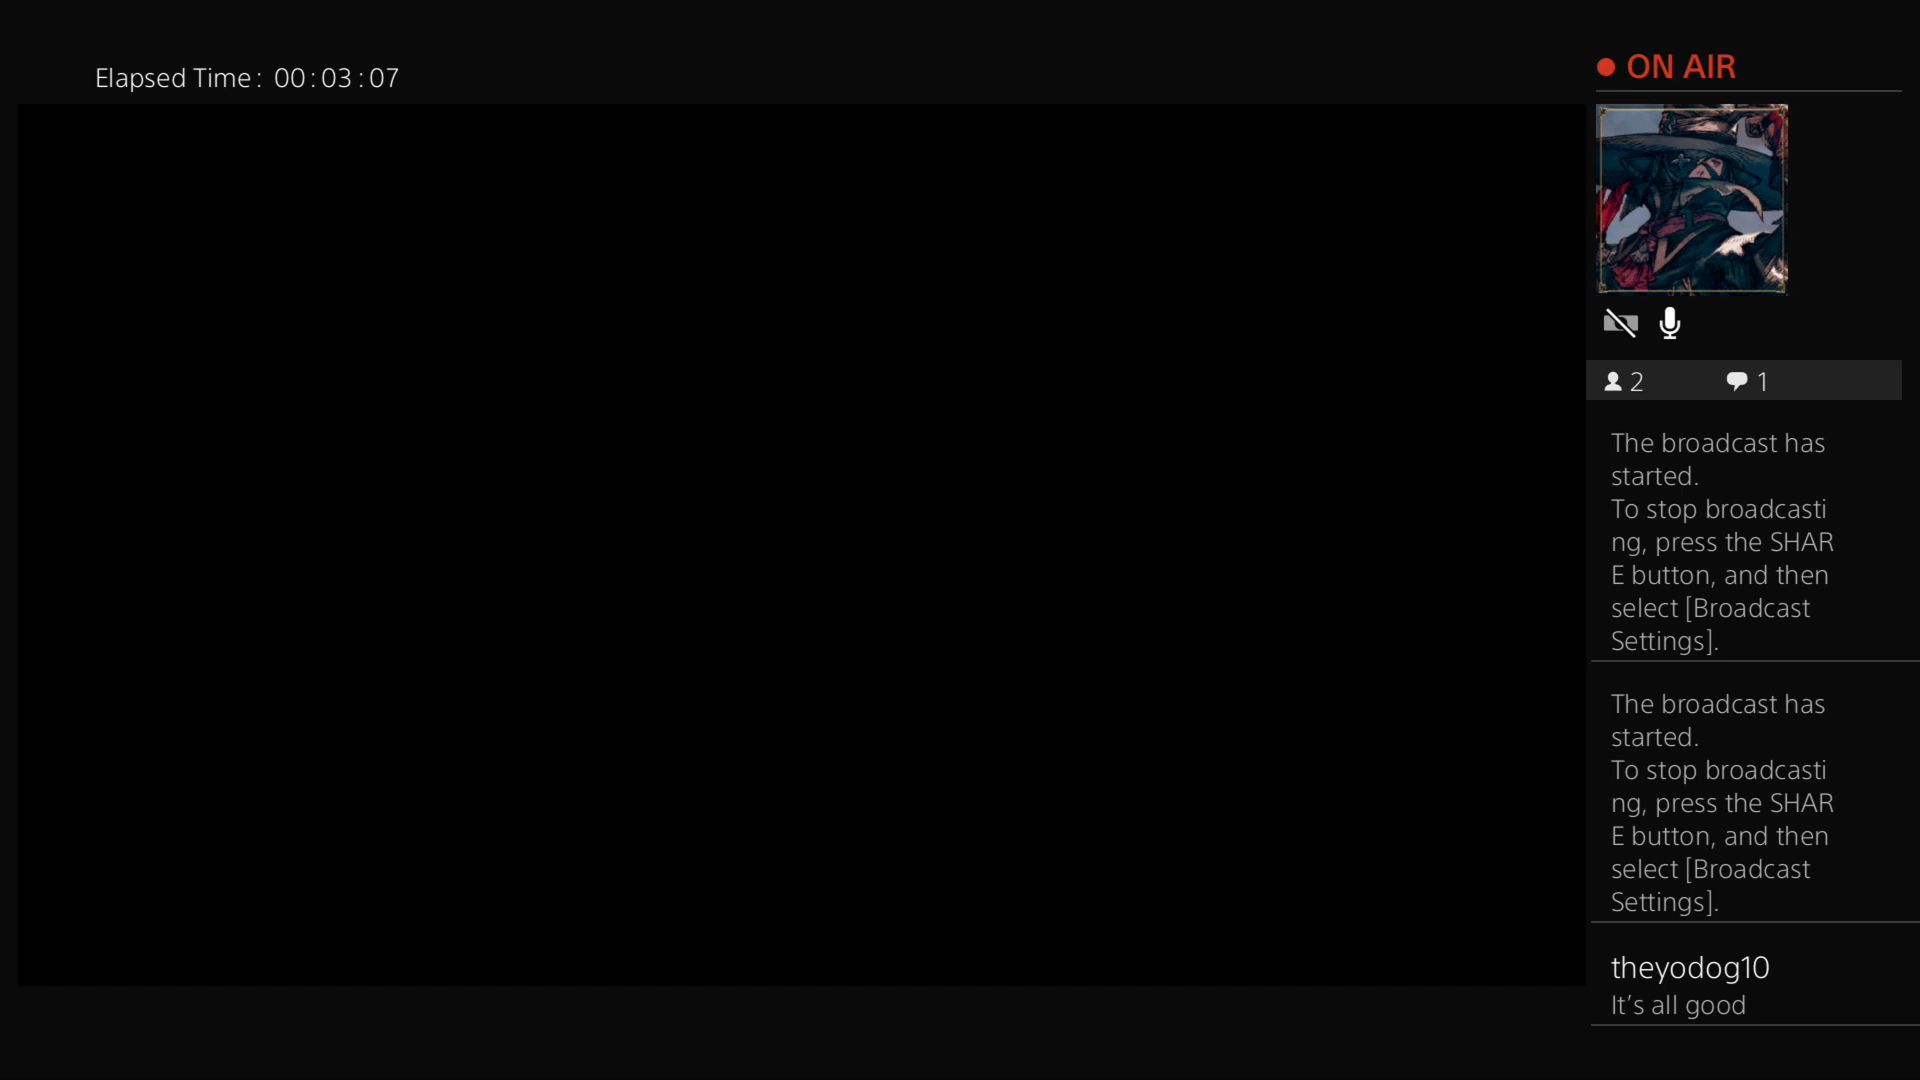 Elapsed Time: 00:03:07
ON AIR
2 1
The broadcast has
started.
To stop broadcasti
ng, press the SHAR
E button, and then
select [Broadcast
Settings].
The broadcast has
started.
To stop broadcasti
ng, press the SHAR
E button, and then
select [Broadcast
Settings].
theyodog10
It's all good